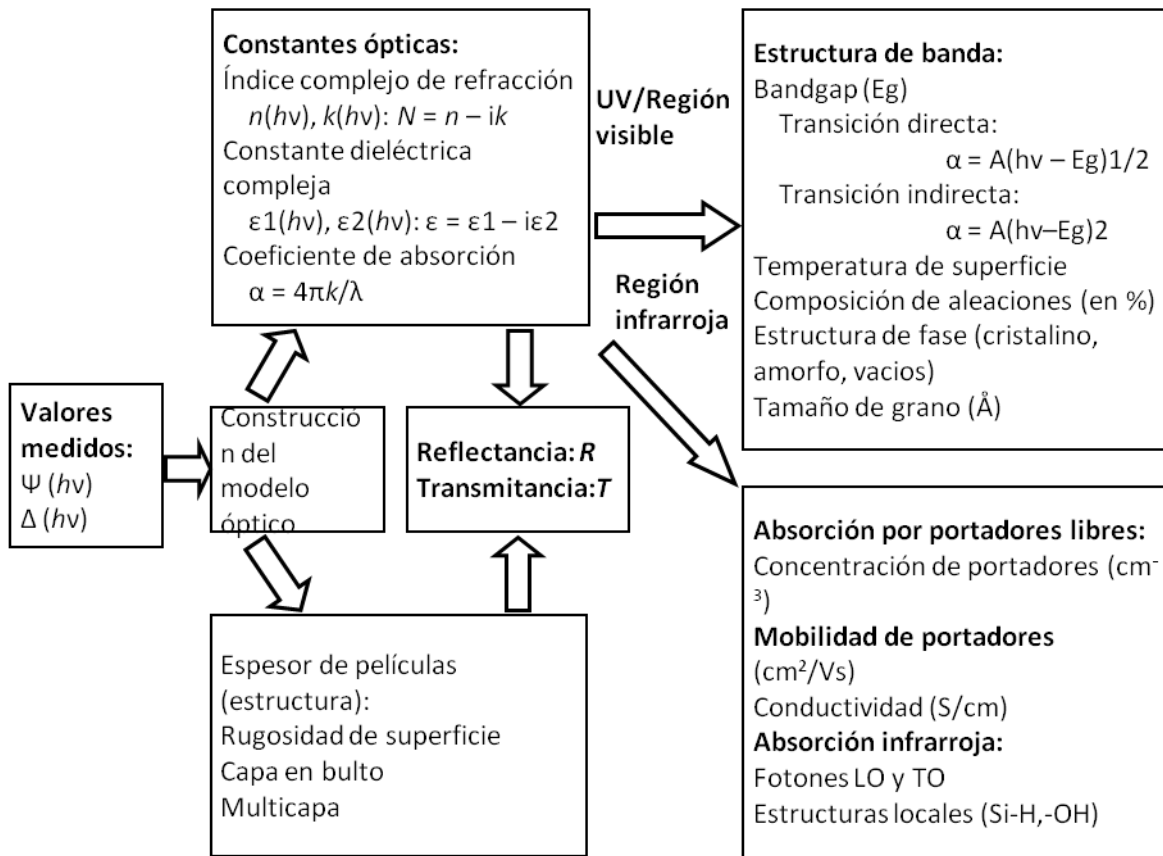 Constantes ópticas:
Índice complejo de refracción
n(hν), k(hν): N = n – ik
Constante dieléctrica
compleja
ε1(hν), ε2(hν): ε = ε1 – iε2
Coeficiente de absorción
α = 4πk/λ
UV/Región
visible
Región
infrarroja
Estructura de banda:
Bandgap (Eg)
Transición directa:
α = A(hν – Eg)1/2
Transición indirecta:
α = A(hν–Eg)2
Temperatura de superficie
Composición de aleaciones (en %)
Estructura de fase (cristalino,
amorfo, vacios)
Tamaño de grano (Å)
Valores
medidos:
Ψ (hν)
Δ (hν)
Construcció
n del
modelo
óptico
Reflectancia: R
Transmitancia:T
Espesor de películas
(estructura):
Rugosidad de superficie
Capa en bulto
Multicapa
Absorción por portadores libres:
Concentración de portadores (cm⁻
³)
Mobilidad de portadores
(cm²/Vs)
Conductividad (S/cm)
Absorción infrarroja:
Fotones LO y TO
Estructuras locales (Si-H,-OH)